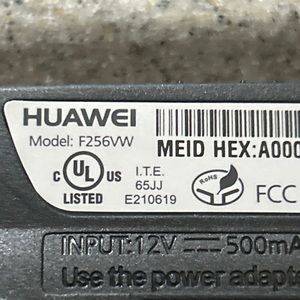 HUAWEI
Model: F256VW
MEID HEX:A000
C UL US LISTED
I.T.E.
65JJ
E210619
RoHS
FCC
INPUT:12V⎓500mA
Use the power adapt